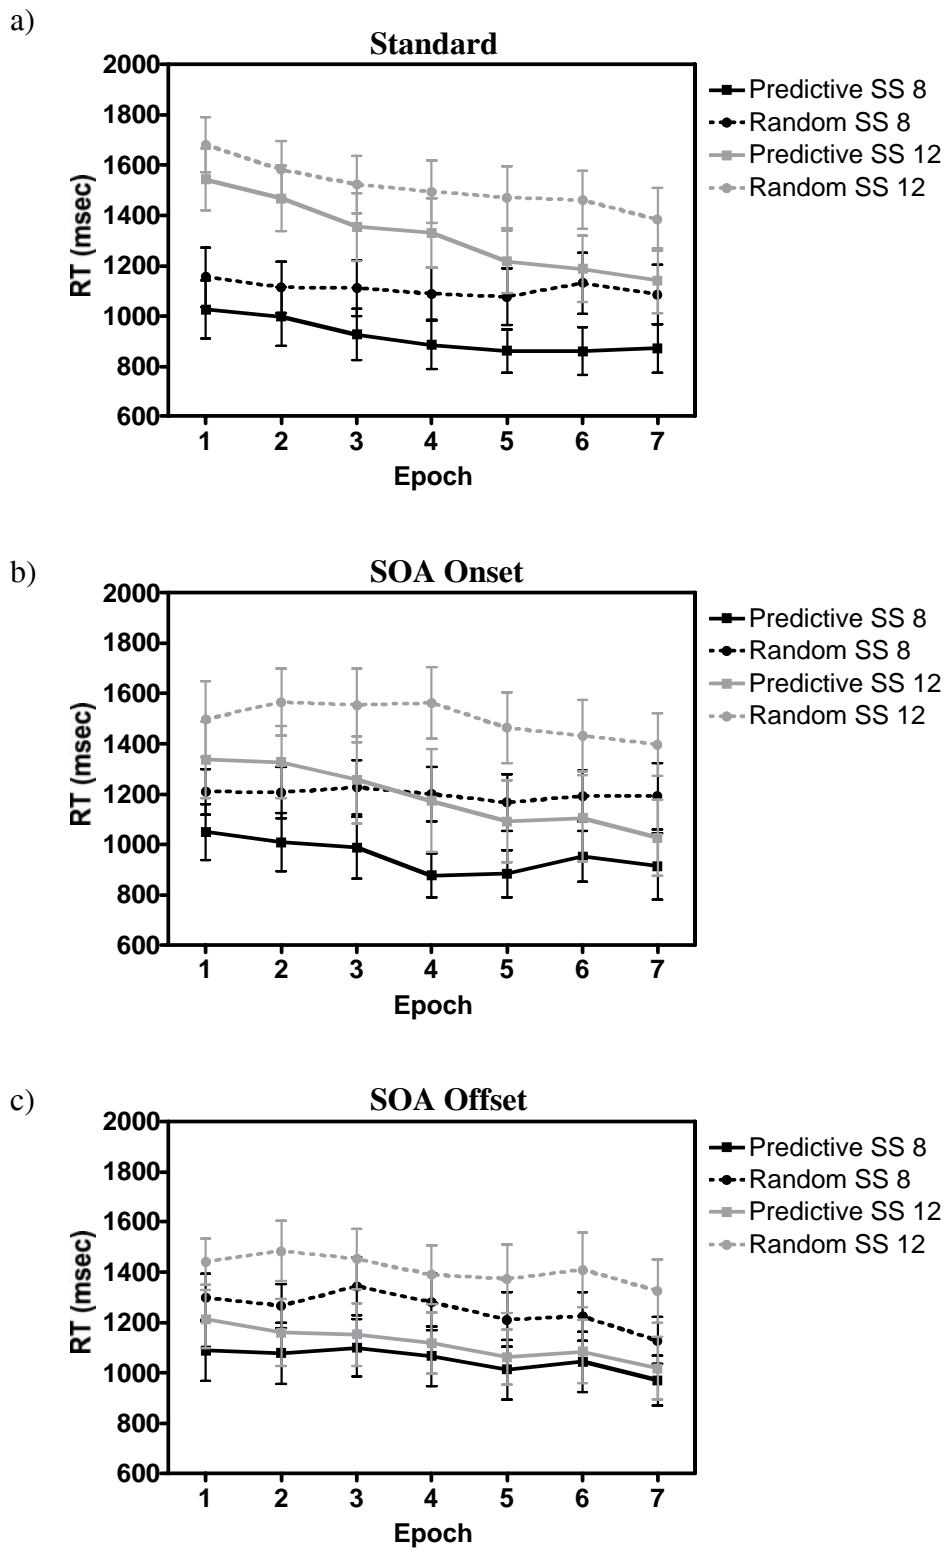 a)
Standard
2000
1800
1600
1400
1200
1000
800
600
RT (msec)
1 2 3 4 5 6 7
Epoch
Predictive SS 8
Random SS 8
Predictive SS 12
Random SS 12
b)
SOA Onset
2000
1800
1600
1400
1200
1000
800
600
RT (msec)
1 2 3 4 5 6 7
Epoch
Predictive SS 8
Random SS 8
Predictive SS 12
Random SS 12
c)
SOA Offset
2000
1800
1600
1400
1200
1000
800
600
RT (msec)
1 2 3 4 5 6 7
Epoch
Predictive SS 8
Random SS 8
Predictive SS 12
Random SS 12